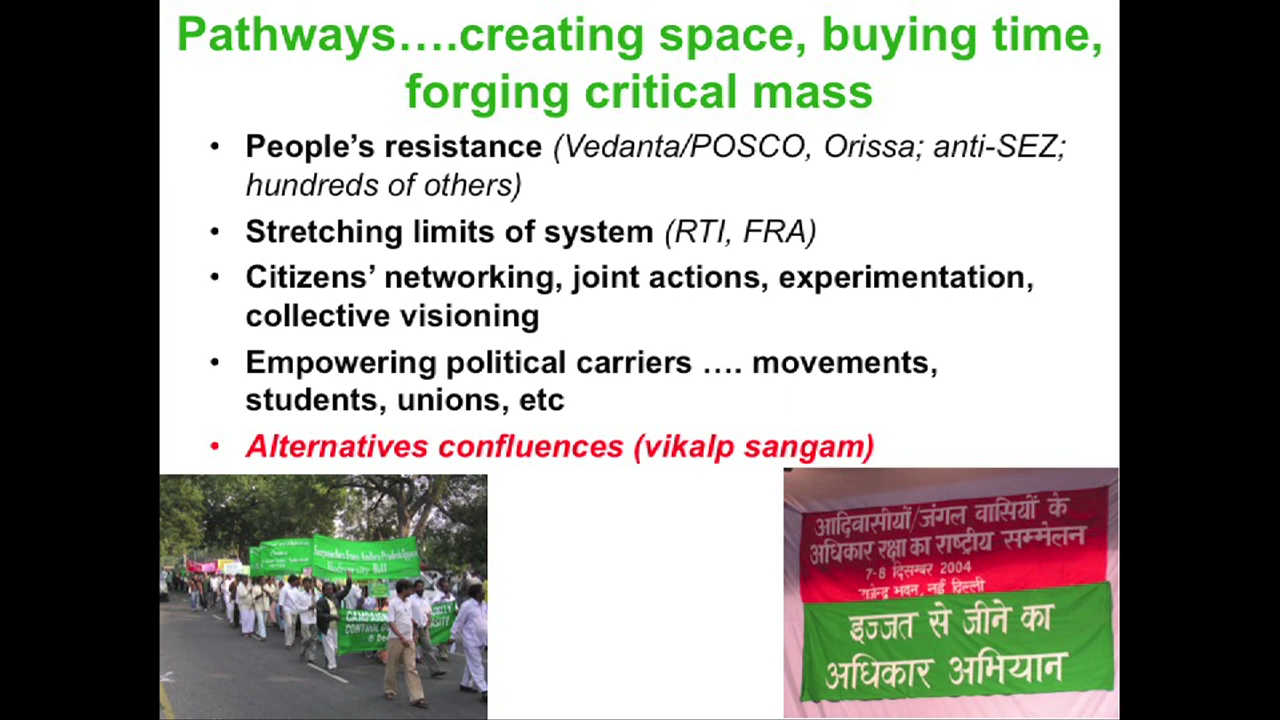 Pathways….creating space, buying time,
forging critical mass
• People’s resistance (Vedanta/POSCO, Orissa; anti-SEZ;
hundreds of others)
• Stretching limits of system (RTI, FRA)
• Citizens’ networking, joint actions, experimentation,
collective visioning
• Empowering political carriers …. movements,
students, unions, etc
• Alternatives confluences (vikalp sangam)
आदिवासीयों/जंगल वासियों के
अधिकार रक्षा का राष्ट्रीय सम्मेलन
7-8 दिसम्बर 2004
राजेन्द्र भवन, नई दिल्ली
इज्जत से जीने का
अधिकार अभियान